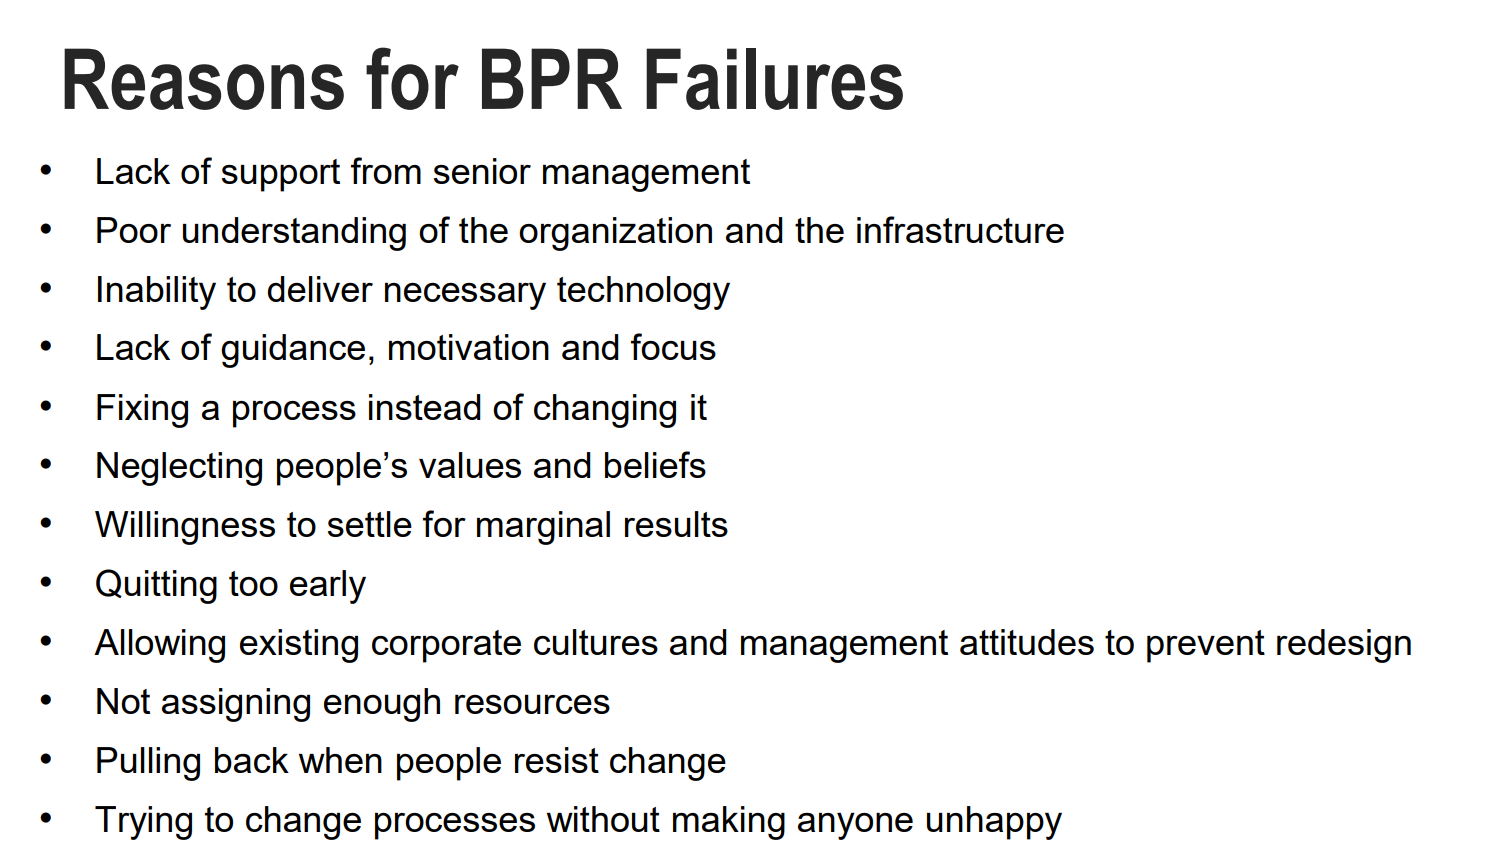 Reasons for BPR Failures
• Lack of support from senior management
• Poor understanding of the organization and the infrastructure
• Inability to deliver necessary technology
• Lack of guidance, motivation and focus
• Fixing a process instead of changing it
• Neglecting people’s values and beliefs
• Willingness to settle for marginal results
• Quitting too early
• Allowing existing corporate cultures and management attitudes to prevent redesign
• Not assigning enough resources
• Pulling back when people resist change
• Trying to change processes without making anyone unhappy